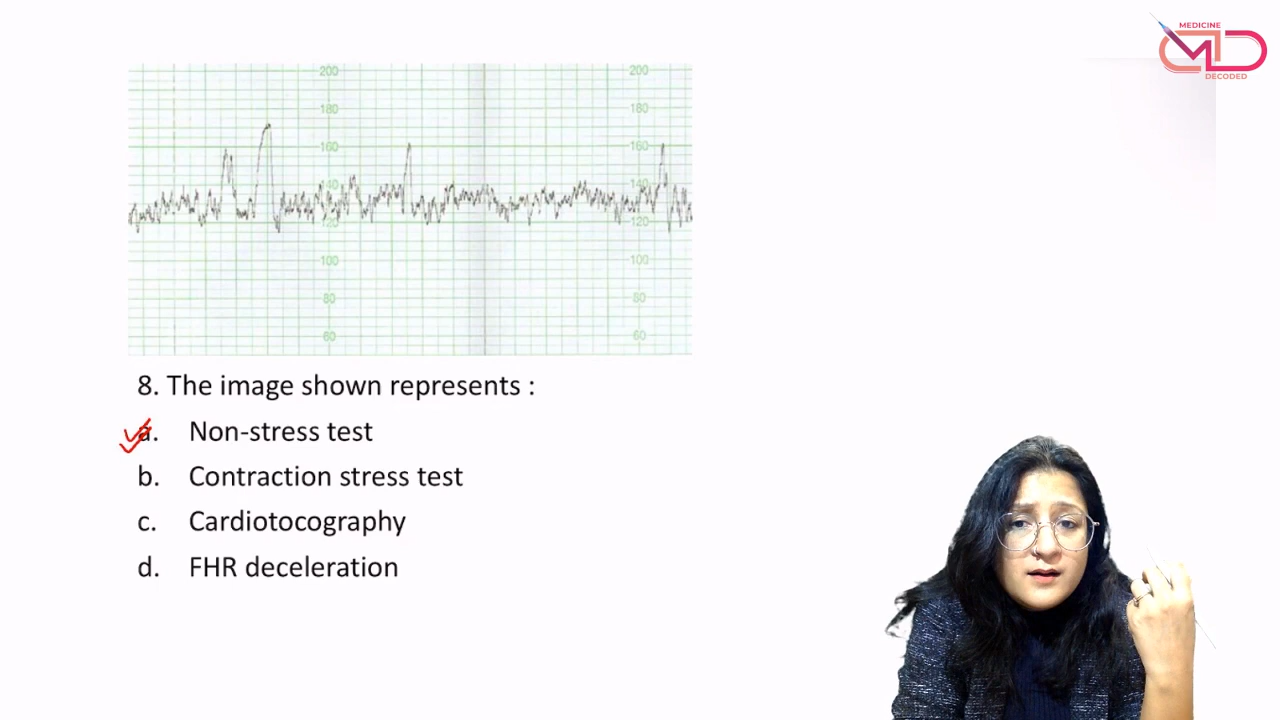 MEDICINE
DECODED
200 200
180 180
160 160
140 140
120 120
100 100
80 80
60 60
8. The image shown represents :
a. Non-stress test
b. Contraction stress test
c. Cardiotocography
d. FHR deceleration